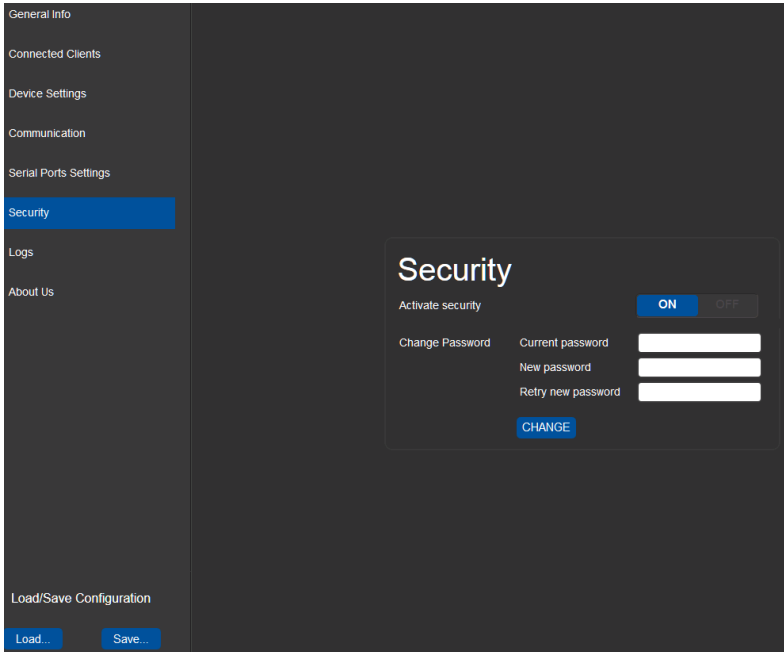 General Info
Connected Clients
Device Settings
Communication
Serial Ports Settings
Security
Logs
About Us
Security
Activate security ON OFF
Change Password Current password
New password
Retry new password
CHANGE
Load/Save Configuration
Load... Save...